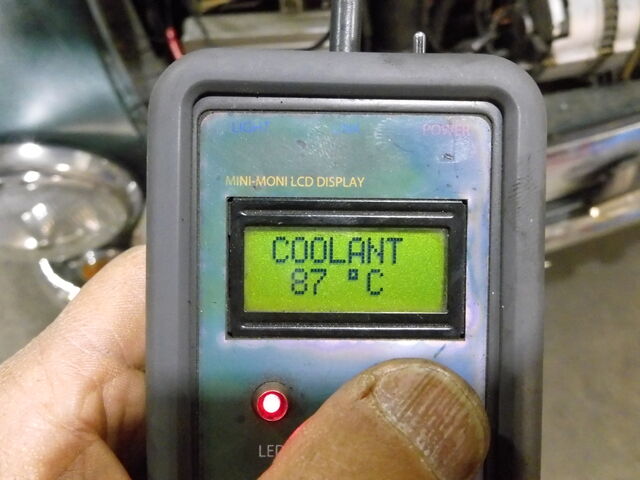 LIGHT POWER
MINI-MONI LCD DISPLAY
COOLANT
87 °C
LED